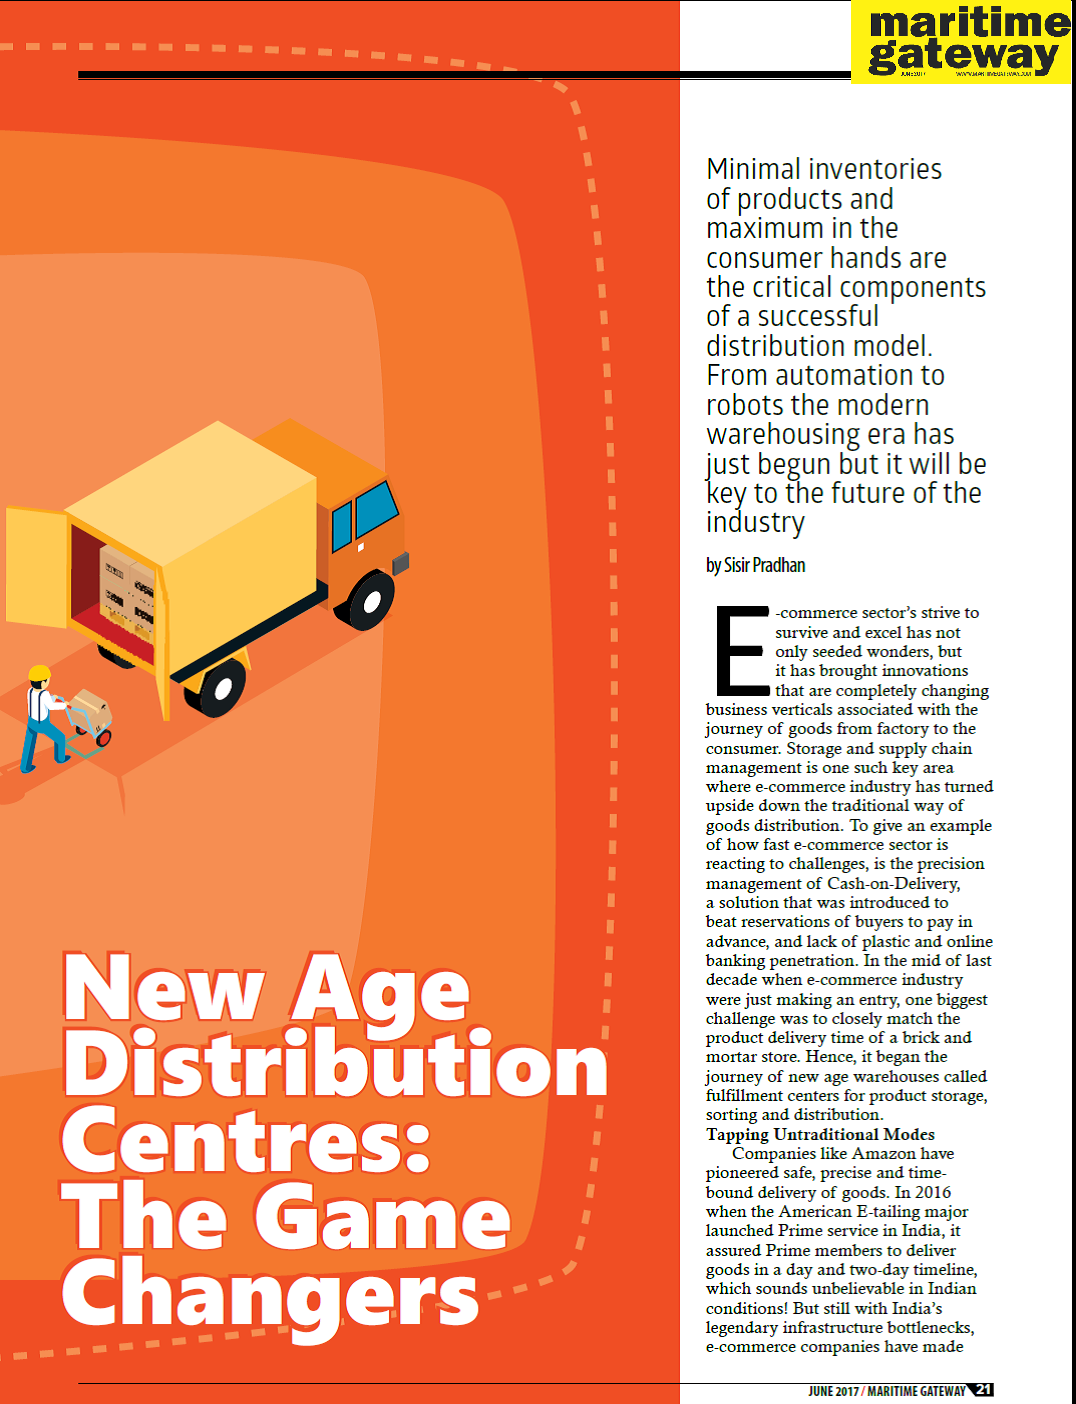 maritime
gateway
JUNE 2017 WWW.MARITIMEGATEWAY.COM
Minimal inventories
of products and
maximum in the
consumer hands are
the critical components
of a successful
distribution model.
From automation to
robots the modern
warehousing era has
just begun but it will be
key to the future of the
industry
by Sisir Pradhan
E-commerce sector's strive to
survive and excel has not
only seeded wonders, but
it has brought innovations
that are completely changing
business verticals associated with the
journey of goods from factory to the
consumer. Storage and supply chain
management is one such key area
where e-commerce industry has turned
upside down the traditional way of
goods distribution. To give an example
of how fast e-commerce sector is
reacting to challenges, is the precision
management of Cash-on-Delivery,
a solution that was introduced to
beat reservations of buyers to pay in
advance, and lack of plastic and online
banking penetration. In the mid of last
decade when e-commerce industry
were just making an entry, one biggest
challenge was to closely match the
product delivery time of a brick and
mortar store. Hence, it began the
journey of new age warehouses called
fulfillment centers for product storage,
sorting and distribution.
Tapping Untraditional Modes
Companies like Amazon have
pioneered safe, precise and time-
bound delivery of goods. In 2016
when the American E-tailing major
launched Prime service in India, it
assured Prime members to deliver
goods in a day and two-day timeline,
which sounds unbelievable in Indian
conditions! But still with India's
legendary infrastructure bottlenecks,
e-commerce companies have made
New Age
Distribution
Centres:
The Game
Changers
JUNE 2017 / MARITIME GATEWAY 21